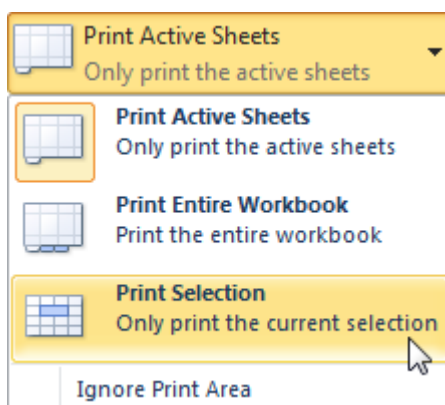 Print Active Sheets
Only print the active sheets
Print Active Sheets
Only print the active sheets
Print Entire Workbook
Print the entire workbook
Print Selection
Only print the current selection
Ignore Print Area